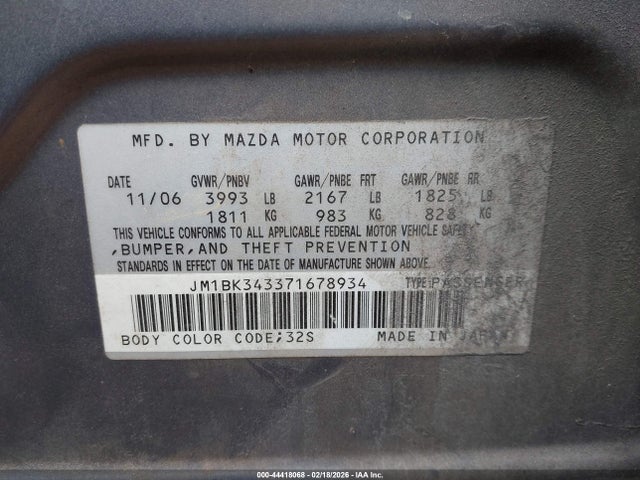 MFD. BY MAZDA MOTOR CORPORATION
DATE GVWR/PNBV GAWR/PNBE FRT GAWR/PNBE RR
11/06 3993 LB 2167 LB 1825 LB
1811 KG 983 KG 828 KG
THIS VEHICLE CONFORMS TO ALL APPLICABLE FEDERAL MOTOR VEHICLE SAFETY
,BUMPER,AND THEFT PREVENTION
STANDARDS IN EFFECT ON THE DATE OF MANUFACTURE SHOWN ABOVE.
JM1BK343371678934 TYPE PASSENGER
BODY COLOR CODE;32S MADE IN JAPAN
000-44418068 - 02/18/2026 - IAA Inc.